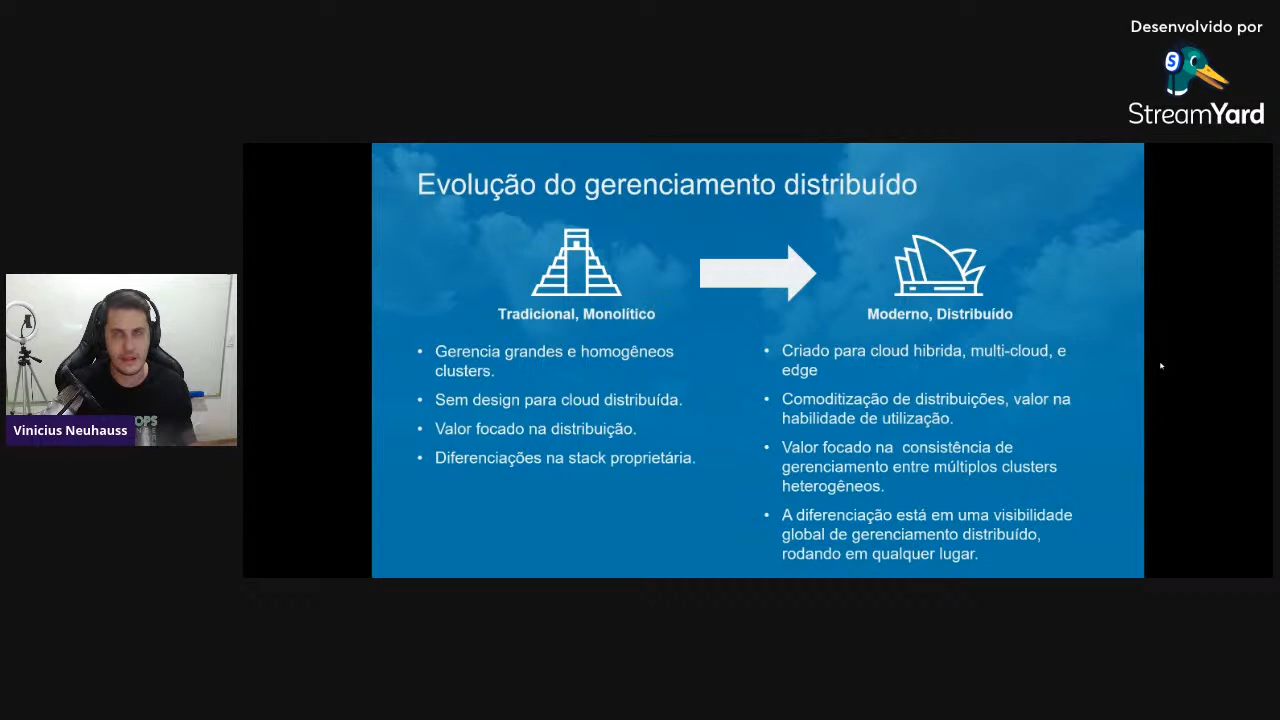 Desenvolvido por
S
StreamYard
Evolução do gerenciamento distribuído
Tradicional, Monolítico
Gerencia grandes e homogêneos
clusters.
Sem design para cloud distribuída.
Valor focado na distribuição.
Diferenciações na stack proprietária.
Moderno, Distribuído
Criado para cloud hibrida, multi-cloud, e
edge
Comoditização de distribuições, valor na
habilidade de utilização.
Valor focado na consistência de
gerenciamento entre múltiplos clusters
heterogêneos.
A diferenciação está em uma visibilidade
global de gerenciamento distribuído,
rodando em qualquer lugar.
Vinicius Neuhauss
OPS